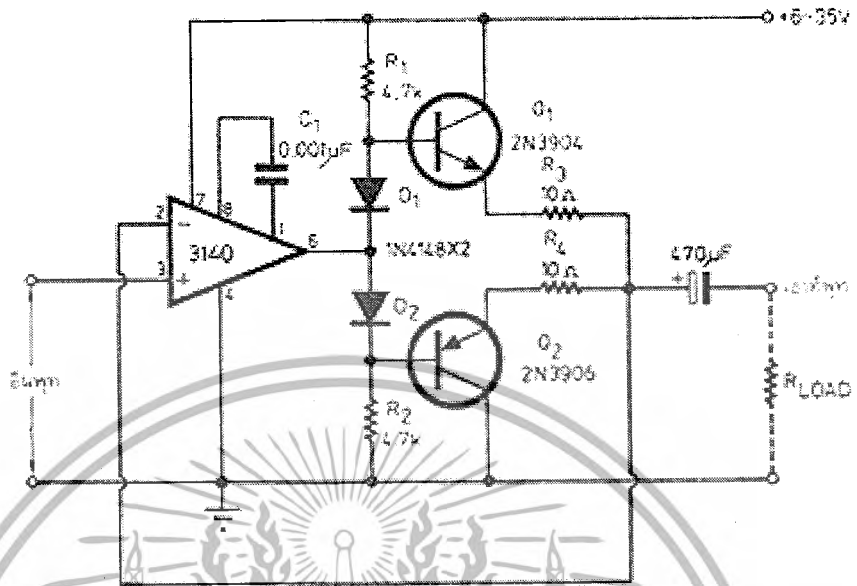 +6-35V
R1
4.7k
C1
0.001µF
Q1
2N3904
R3
10Ω
D1
7
8
1
2
3140
6
1N4148X2
R4
10Ω
470µF
+
3
4
D2
Q2
2N3906
R2
4.7k
RLOAD